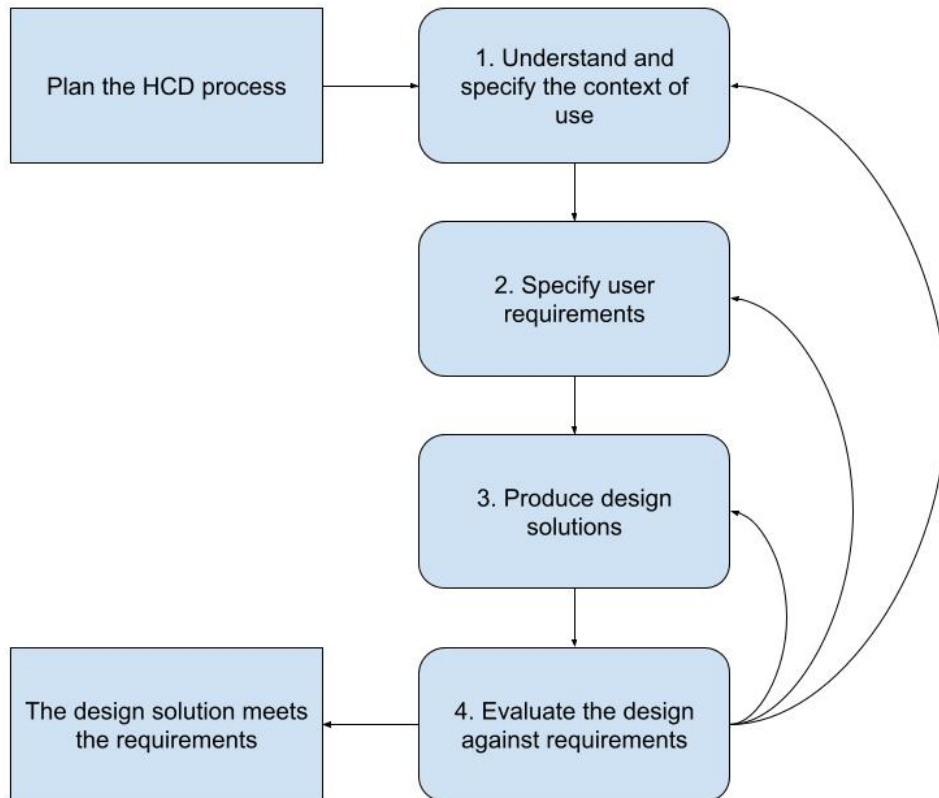 Plan the HCD process
1. Understand and
specify the context of
use
2. Specify user
requirements
3. Produce design
solutions
4. Evaluate the design
against requirements
The design solution meets
the requirements